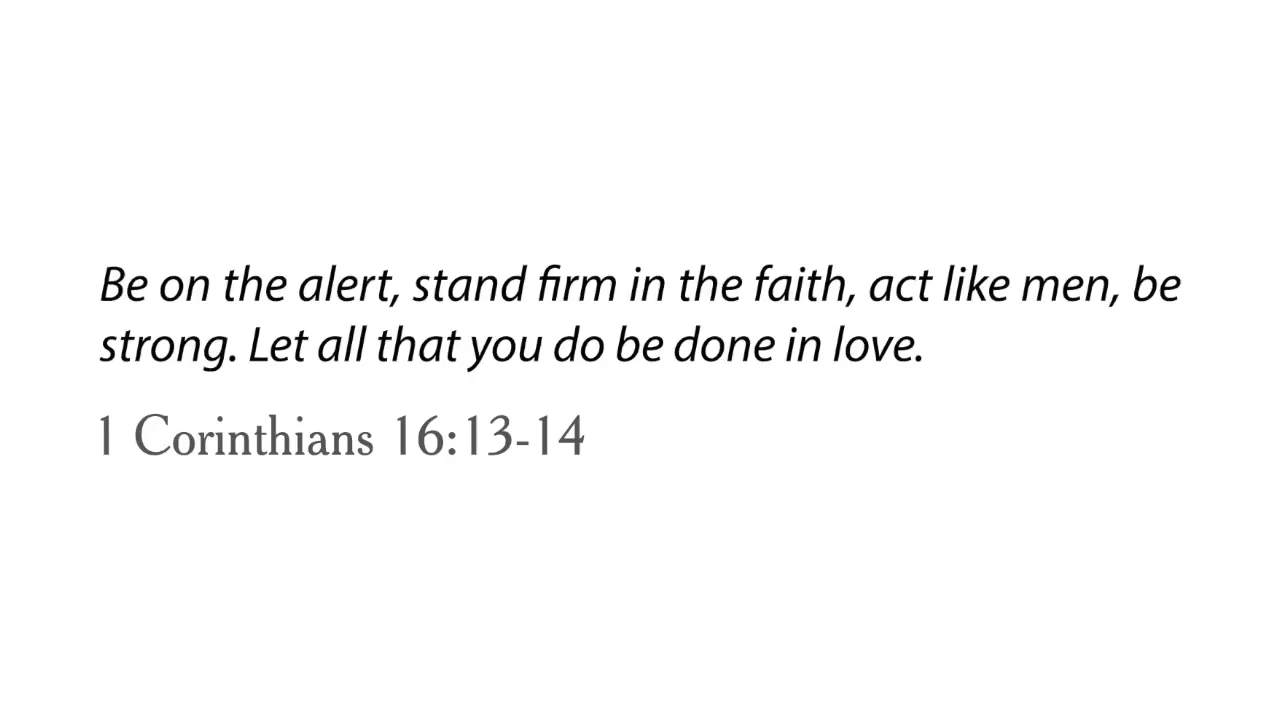 Be on the alert, stand firm in the faith, act like men, be
strong. Let all that you do be done in love.
1 Corinthians 16:13-14